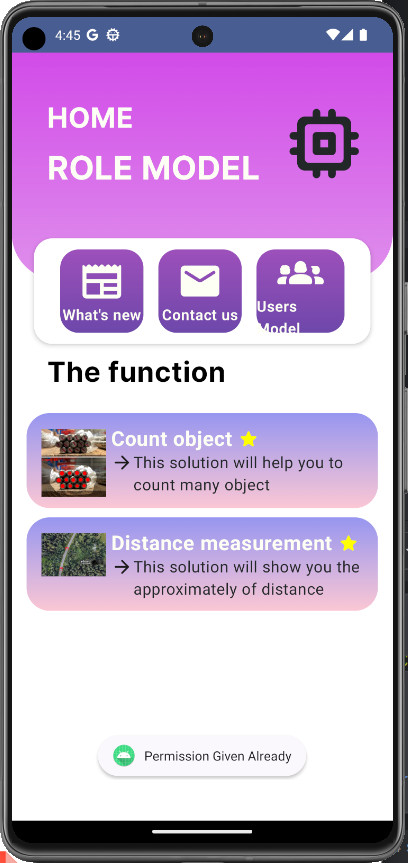 4:45 G
HOME
ROLE MODEL
What's new
Contact us
Users
Model
The function
Count object
This solution will help you to
count many object
Distance measurement
This solution will show you the
approximately of distance
Permission Given Already